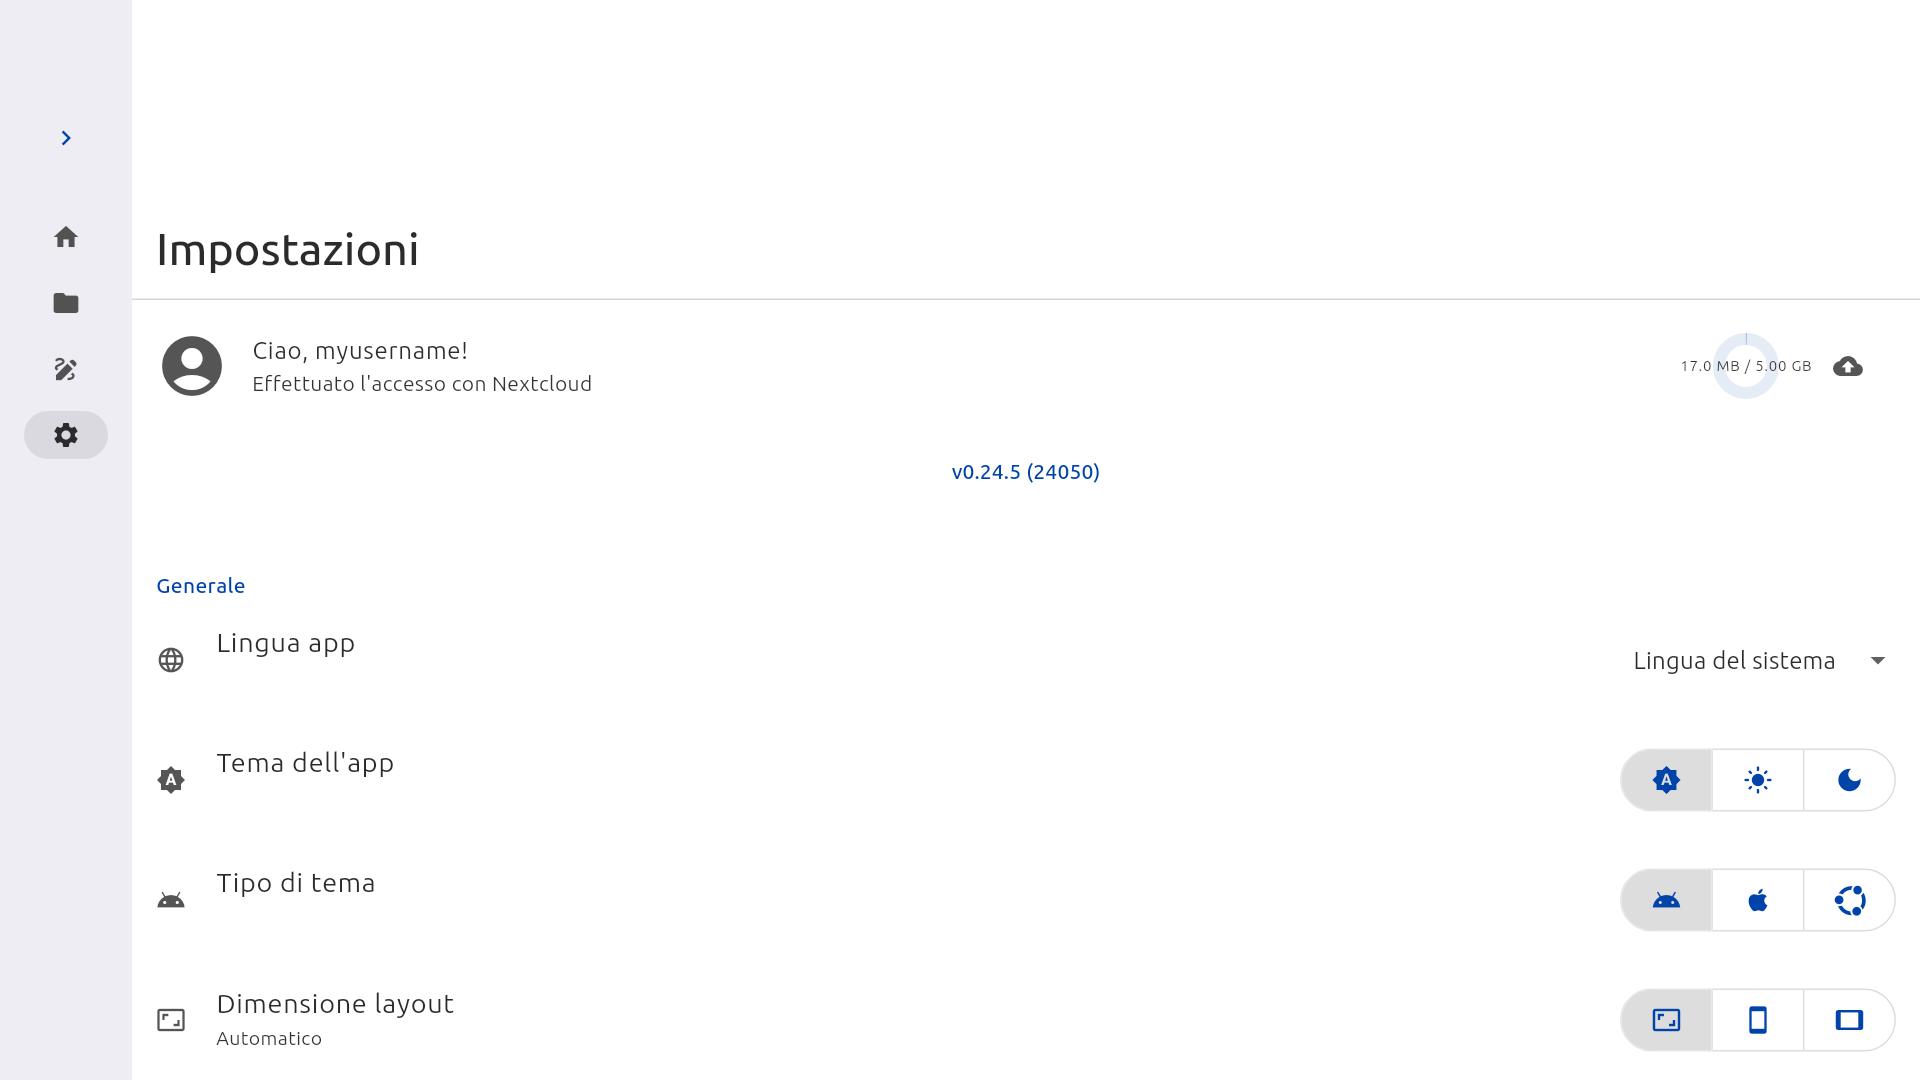 Impostazioni
Ciao, myusername!
Effettuato l'accesso con Nextcloud
17.0 MB / 5.00 GB
v0.24.5 (24050)
Generale
Lingua app
Lingua del sistema
Tema dell'app
Tipo di tema
Dimensione layout
Automatico